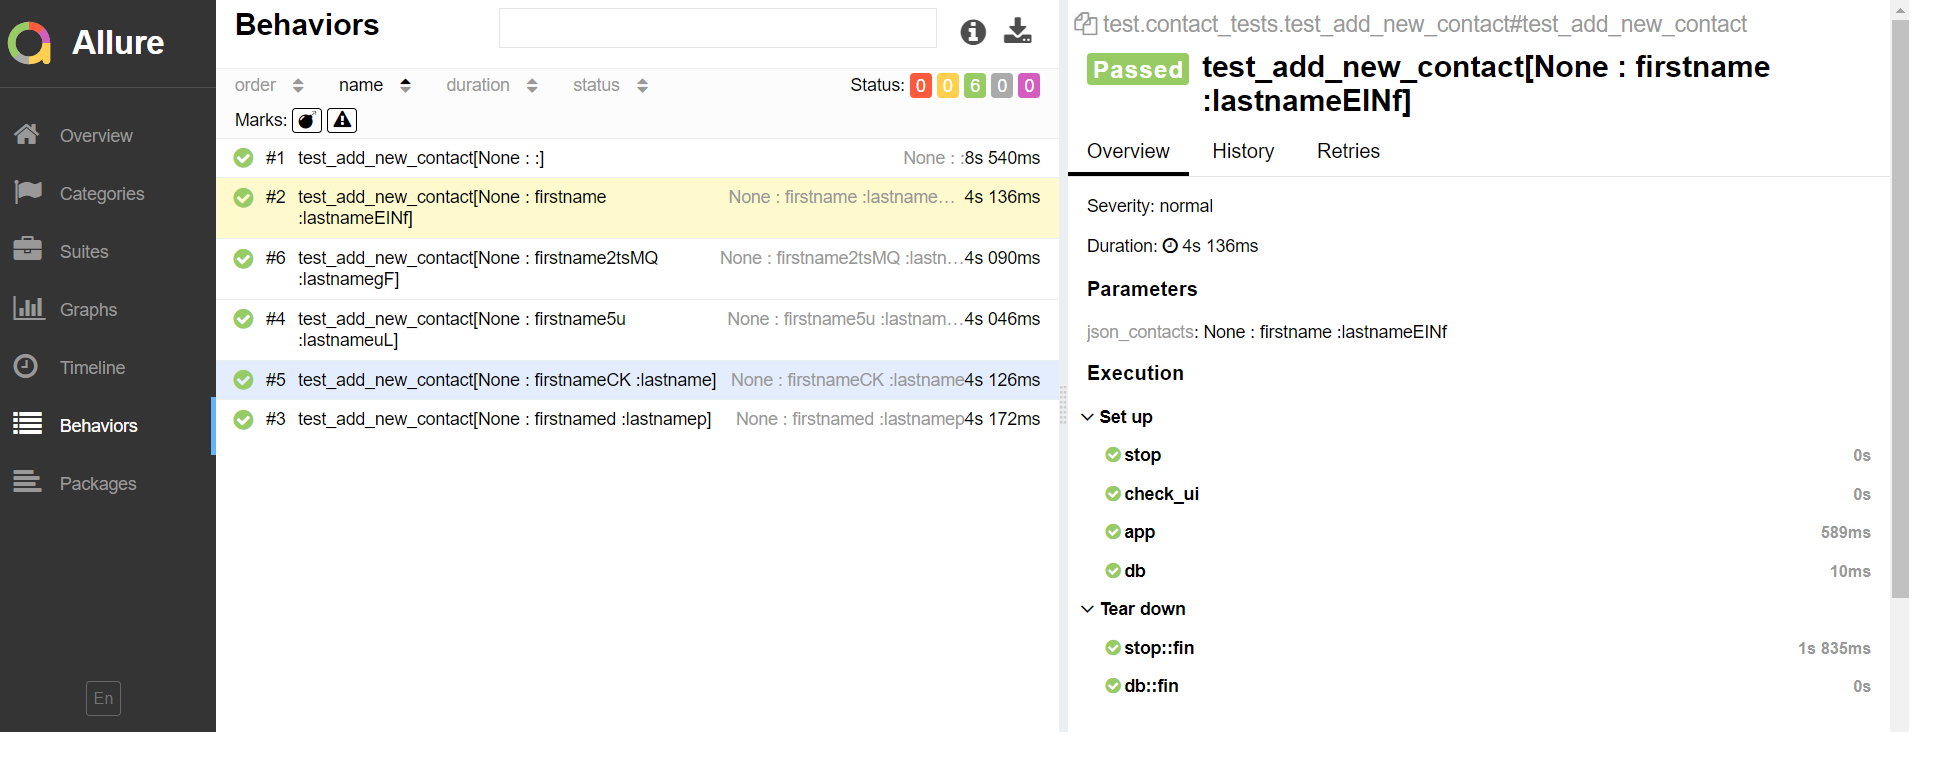 Allure
Overview
Categories
Suites
Graphs
Timeline
Behaviors
Packages
En
Behaviors
order name duration status Status: 0 0 6 0 0
Marks:
#1 test_add_new_contact[None : :] None : :8s 540ms
#2 test_add_new_contact[None : firstname None : firstname :lastname… 4s 136ms
:lastnameEINf]
#6 test_add_new_contact[None : firstname2tsMQ None : firstname2tsMQ :lastn…4s 090ms
:lastnamegF]
#4 test_add_new_contact[None : firstname5u None : firstname5u :lastnam…4s 046ms
:lastnameuL]
#5 test_add_new_contact[None : firstnameCK :lastname] None : firstnameCK :lastname4s 126ms
#3 test_add_new_contact[None : firstnamed :lastnamep] None : firstnamed :lastnamep4s 172ms
test.contact_tests.test_add_new_contact#test_add_new_contact
Passed test_add_new_contact[None : firstname
:lastnameEINf]
Overview History Retries
Severity: normal
Duration: 4s 136ms
Parameters
json_contacts: None : firstname :lastnameEINf
Execution
Set up
stop 0s
check_ui 0s
app 589ms
db 10ms
Tear down
stop::fin 1s 835ms
db::fin 0s